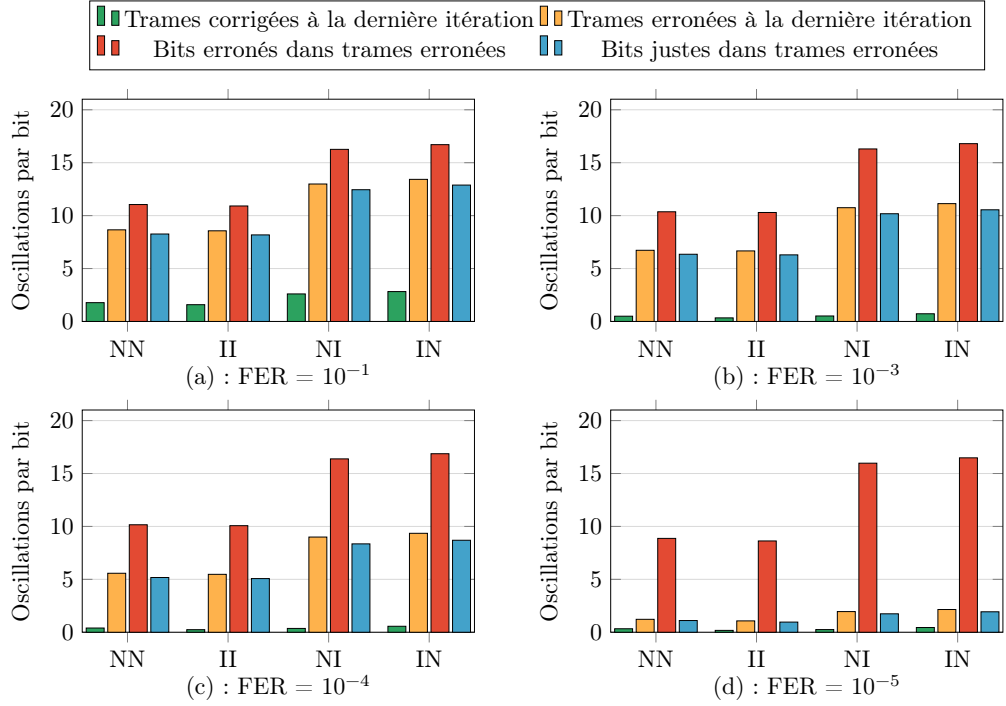 Trames corrigées à la dernière itération Trames erronées à la dernière itération
Bits erronés dans trames erronées Bits justes dans trames erronées
Oscillations par bit
20
15
10
5
0
NN II NI IN
(a) : FER = 10⁻¹
Oscillations par bit
20
15
10
5
0
NN II NI IN
(b) : FER = 10⁻³
Oscillations par bit
20
15
10
5
0
NN II NI IN
(c) : FER = 10⁻⁴
Oscillations par bit
20
15
10
5
0
NN II NI IN
(d) : FER = 10⁻⁵